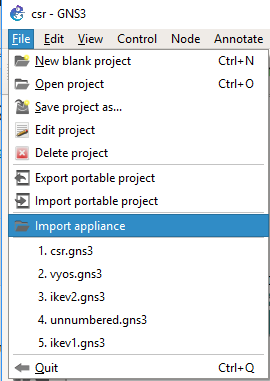 csr - GNS3
File Edit View Control Node Annotate
New blank project Ctrl+N
Open project Ctrl+O
Save project as...
Edit project
Delete project
Export portable project
Import portable project
Import appliance
1. csr.gns3
2. vyos.gns3
3. ikev2.gns3
4. unnumbered.gns3
5. ikev1.gns3
Quit Ctrl+Q